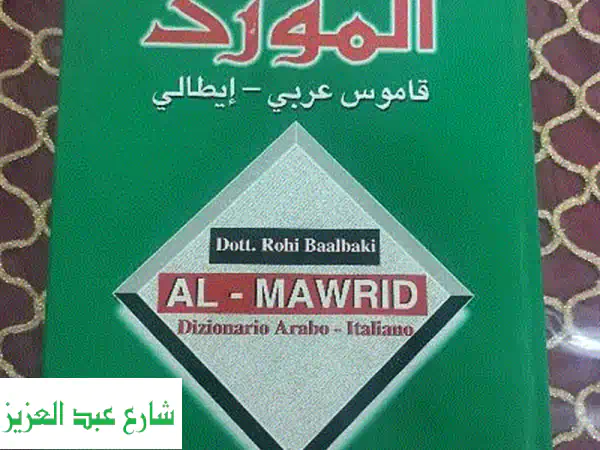 المورد
قاموس عربي - إيطالي
Dott. Rohi Baalbaki
AL - MAWRID
Dizionario Arabo - Italiano
شارع عبد العزيز